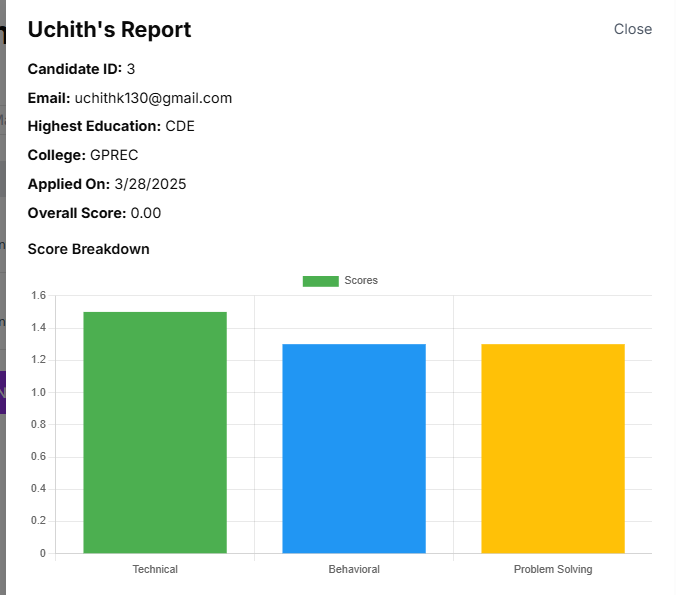 Uchith's Report
Close
Candidate ID: 3
Email: uchithk130@gmail.com
Highest Education: CDE
College: GPREC
Applied On: 3/28/2025
Overall Score: 0.00
Score Breakdown
Scores
1.6
1.4
1.2
1.0
0.8
0.6
0.4
0.2
0
Technical
Behavioral
Problem Solving